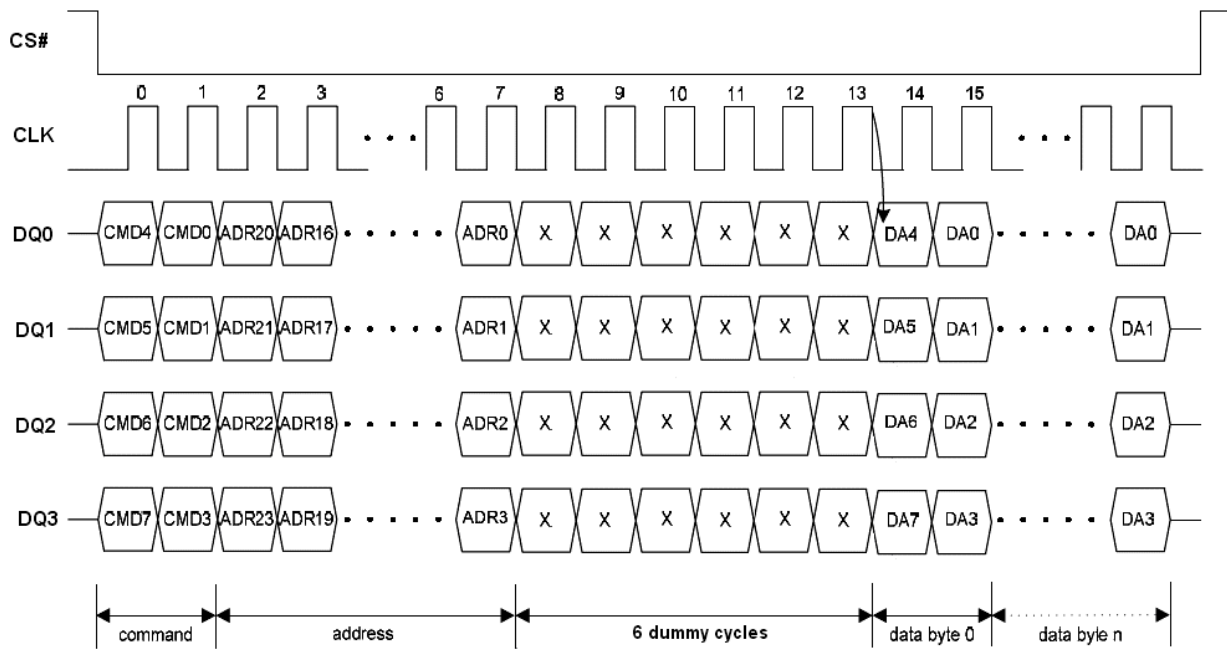 CS#
0 1 2 3 6 7 8 9 10 11 12 13 14 15
CLK
DQ0 CMD4 CMD0 ADR20 ADR16 ADR0 X X X X X X DA4 DA0 DA0
DQ1 CMD5 CMD1 ADR21 ADR17 ADR1 X X X X X X DA5 DA1 DA1
DQ2 CMD6 CMD2 ADR22 ADR18 ADR2 X X X X X X DA6 DA2 DA2
DQ3 CMD7 CMD3 ADR23 ADR19 ADR3 X X X X X X DA7 DA3 DA3
command address 6 dummy cycles data byte 0 data byle n